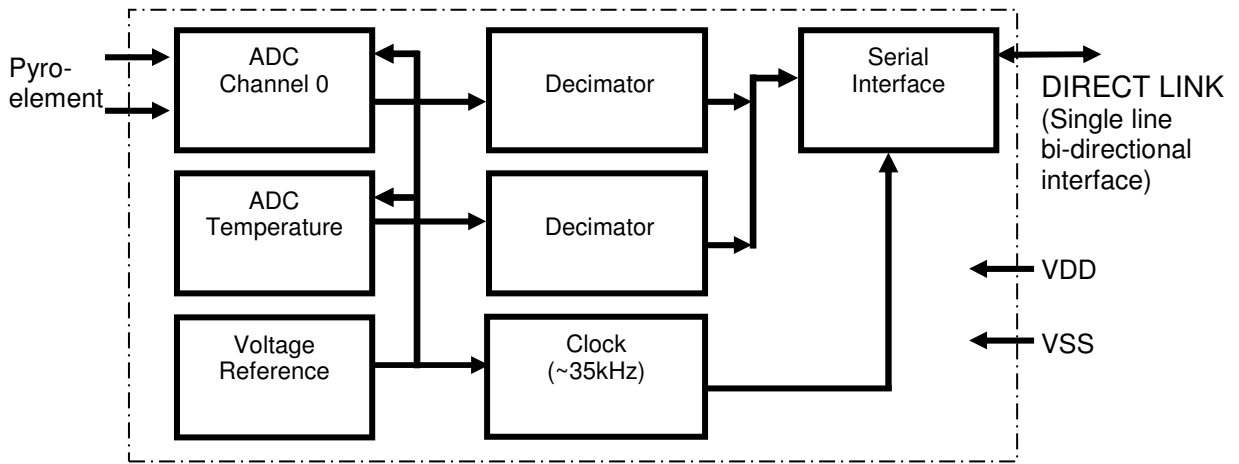 Pyro-
element
ADC
Channel 0
Decimator
Serial
Interface
DIRECT LINK
(Single line
bi-directional
interface)
ADC
Temperature
Decimator
VDD
Voltage
Reference
Clock
(~35kHz)
VSS